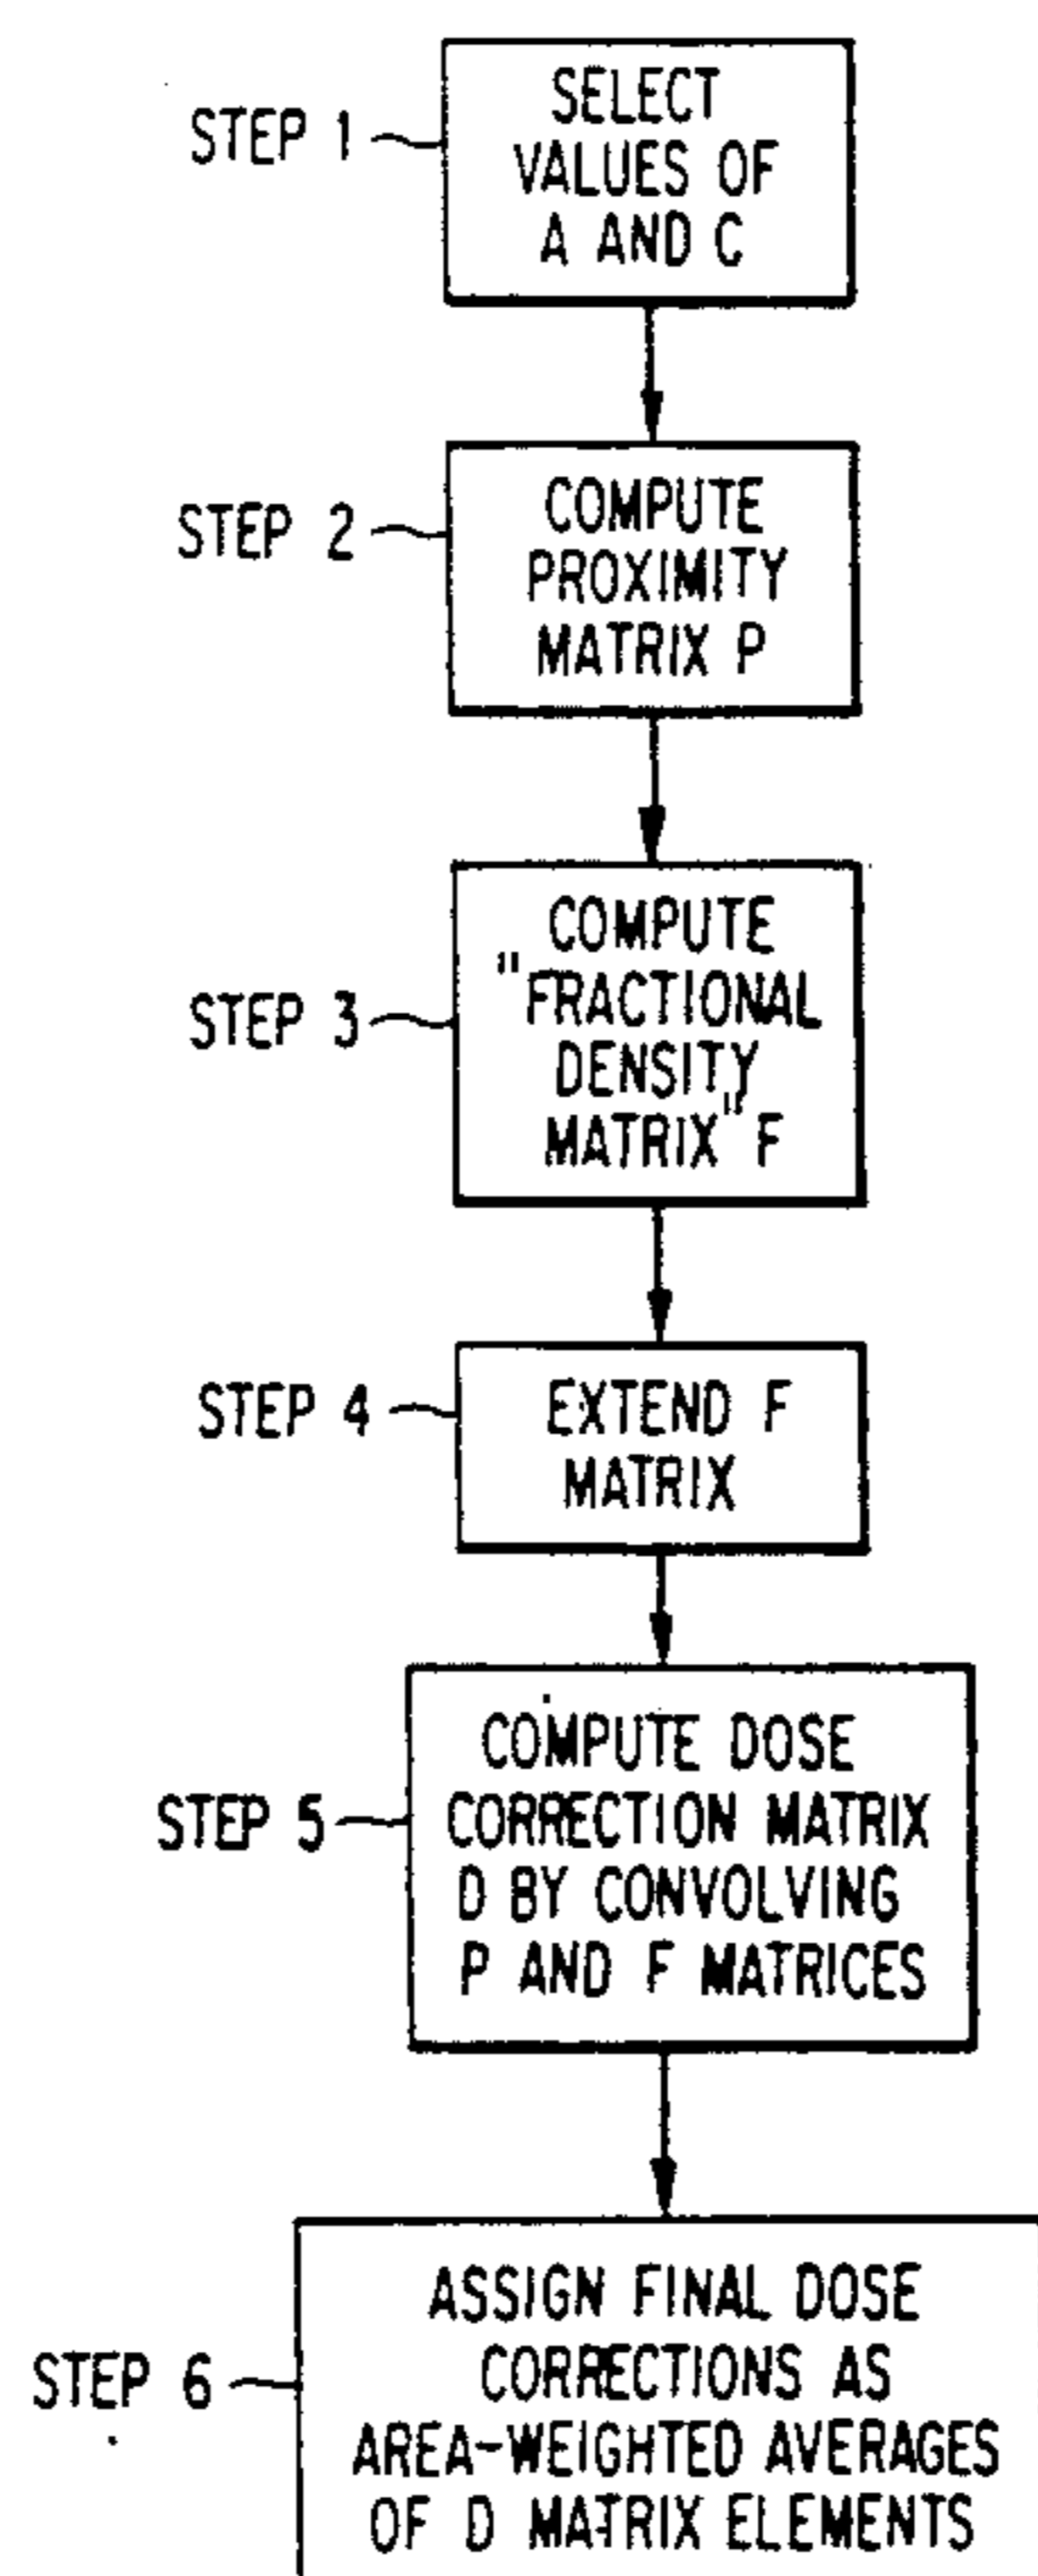 STEP 1
SELECT
VALUES OF
A AND C
STEP 2
COMPUTE
PROXIMITY
MATRIX P
STEP 3
COMPUTE
"FRACTIONAL
DENSITY
MATRIX" F
STEP 4
EXTEND F
MATRIX
STEP 5
COMPUTE DOSE
CORRECTION MATRIX
D BY CONVOLVING
P AND F MATRICES
STEP 6
ASSIGN FINAL DOSE
CORRECTIONS AS
AREA-WEIGHTED AVERAGES
OF D MATRIX ELEMENTS